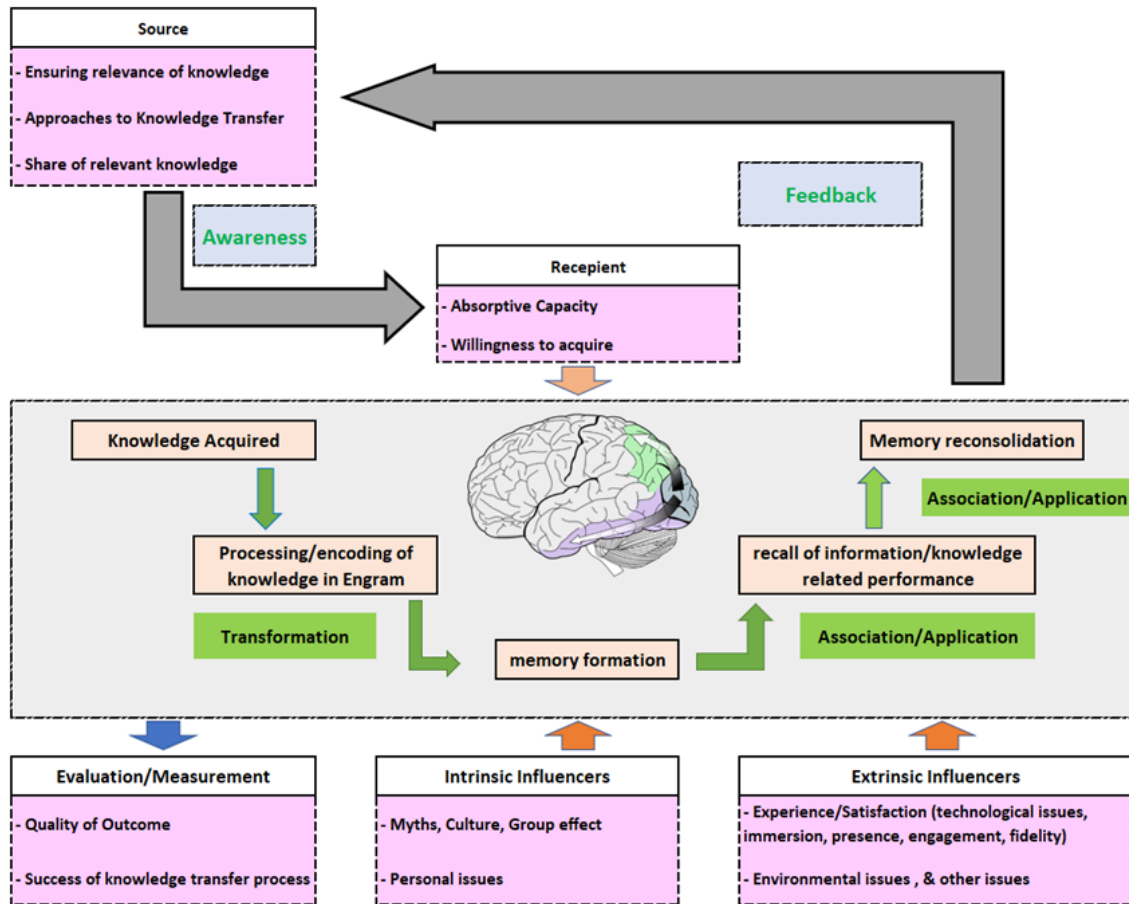 Source
- Ensuring relevance of knowledge
- Approaches to Knowledge Transfer
- Share of relevant knowledge
Feedback
Awareness
Recepient
- Absorptive Capacity
- Willingness to acquire
Knowledge Acquired
Memory reconsolidation
Association/Application
Processing/encoding of
knowledge in Engram
recall of information/knowledge
related performance
Transformation
Association/Application
memory formation
Evaluation/Measurement
- Quality of Outcome
- Success of knowledge transfer process
Intrinsic Influencers
- Myths, Culture, Group effect
- Personal issues
Extrinsic Influencers
- Experience/Satisfaction (technological issues,
immersion, presence, engagement, fidelity)
- Environmental issues , & other issues